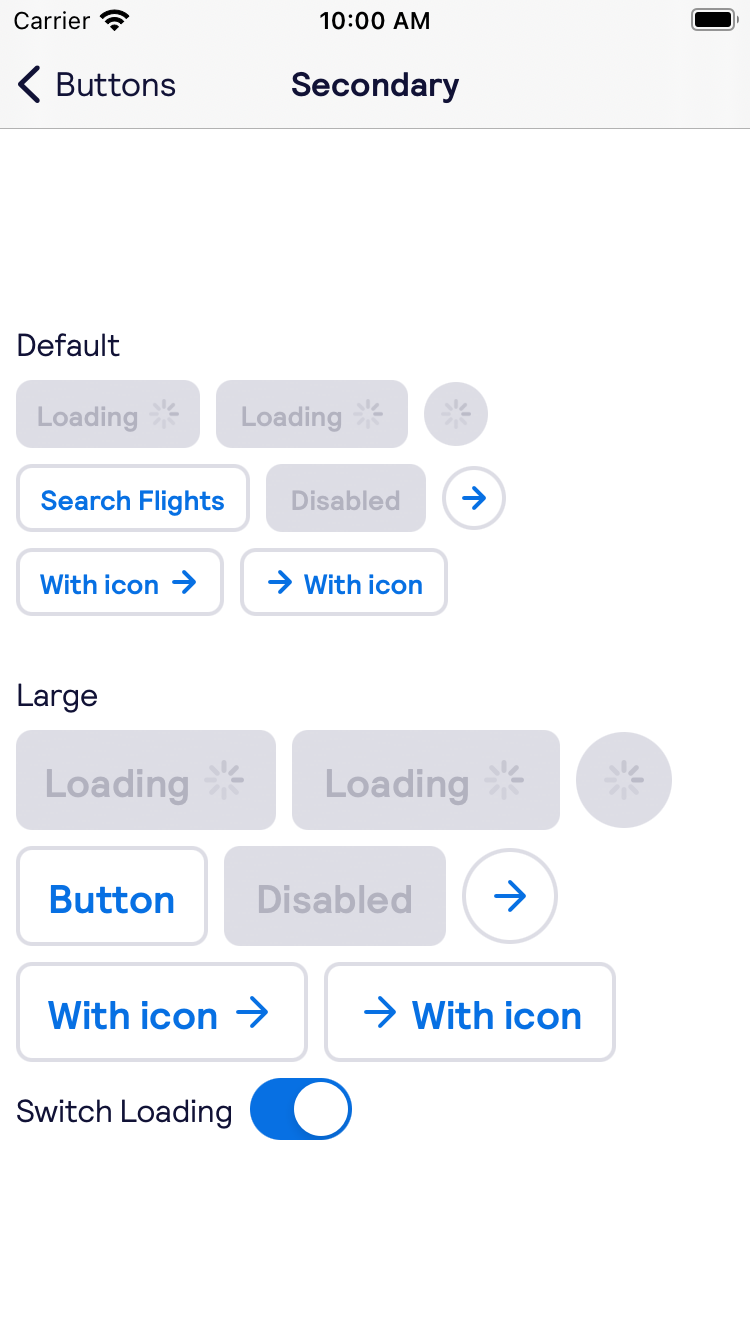 Carrier 10:00 AM
Buttons Secondary
Default
Loading Loading
Search Flights Disabled
With icon With icon
Large
Loading Loading
Button Disabled
With icon With icon
Switch Loading